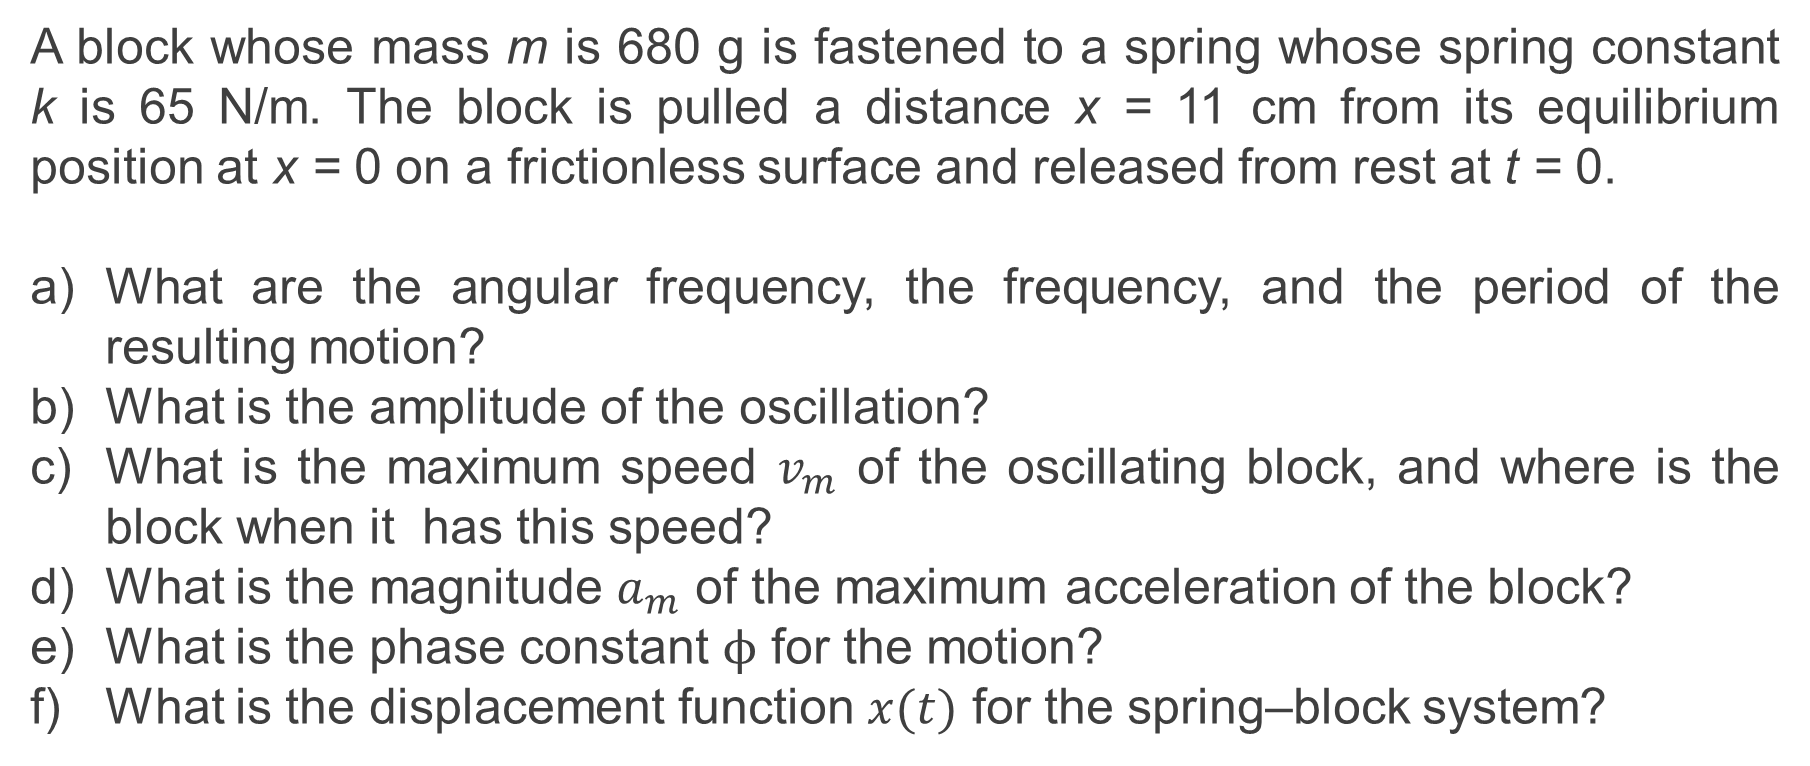 A block whose mass m is 680 g is fastened to a spring whose spring constant
k is 65 N/m. The block is pulled a distance x = 11 cm from its equilibrium
position at x = 0 on a frictionless surface and released from rest at t = 0.
a) What are the angular frequency, the frequency, and the period of the
resulting motion?
b) What is the amplitude of the oscillation?
c) What is the maximum speed 𝑣ₘ of the oscillating block, and where is the
block when it has this speed?
d) What is the magnitude 𝑎ₘ of the maximum acceleration of the block?
e) What is the phase constant ϕ for the motion?
f) What is the displacement function 𝑥(𝑡) for the spring–block system?